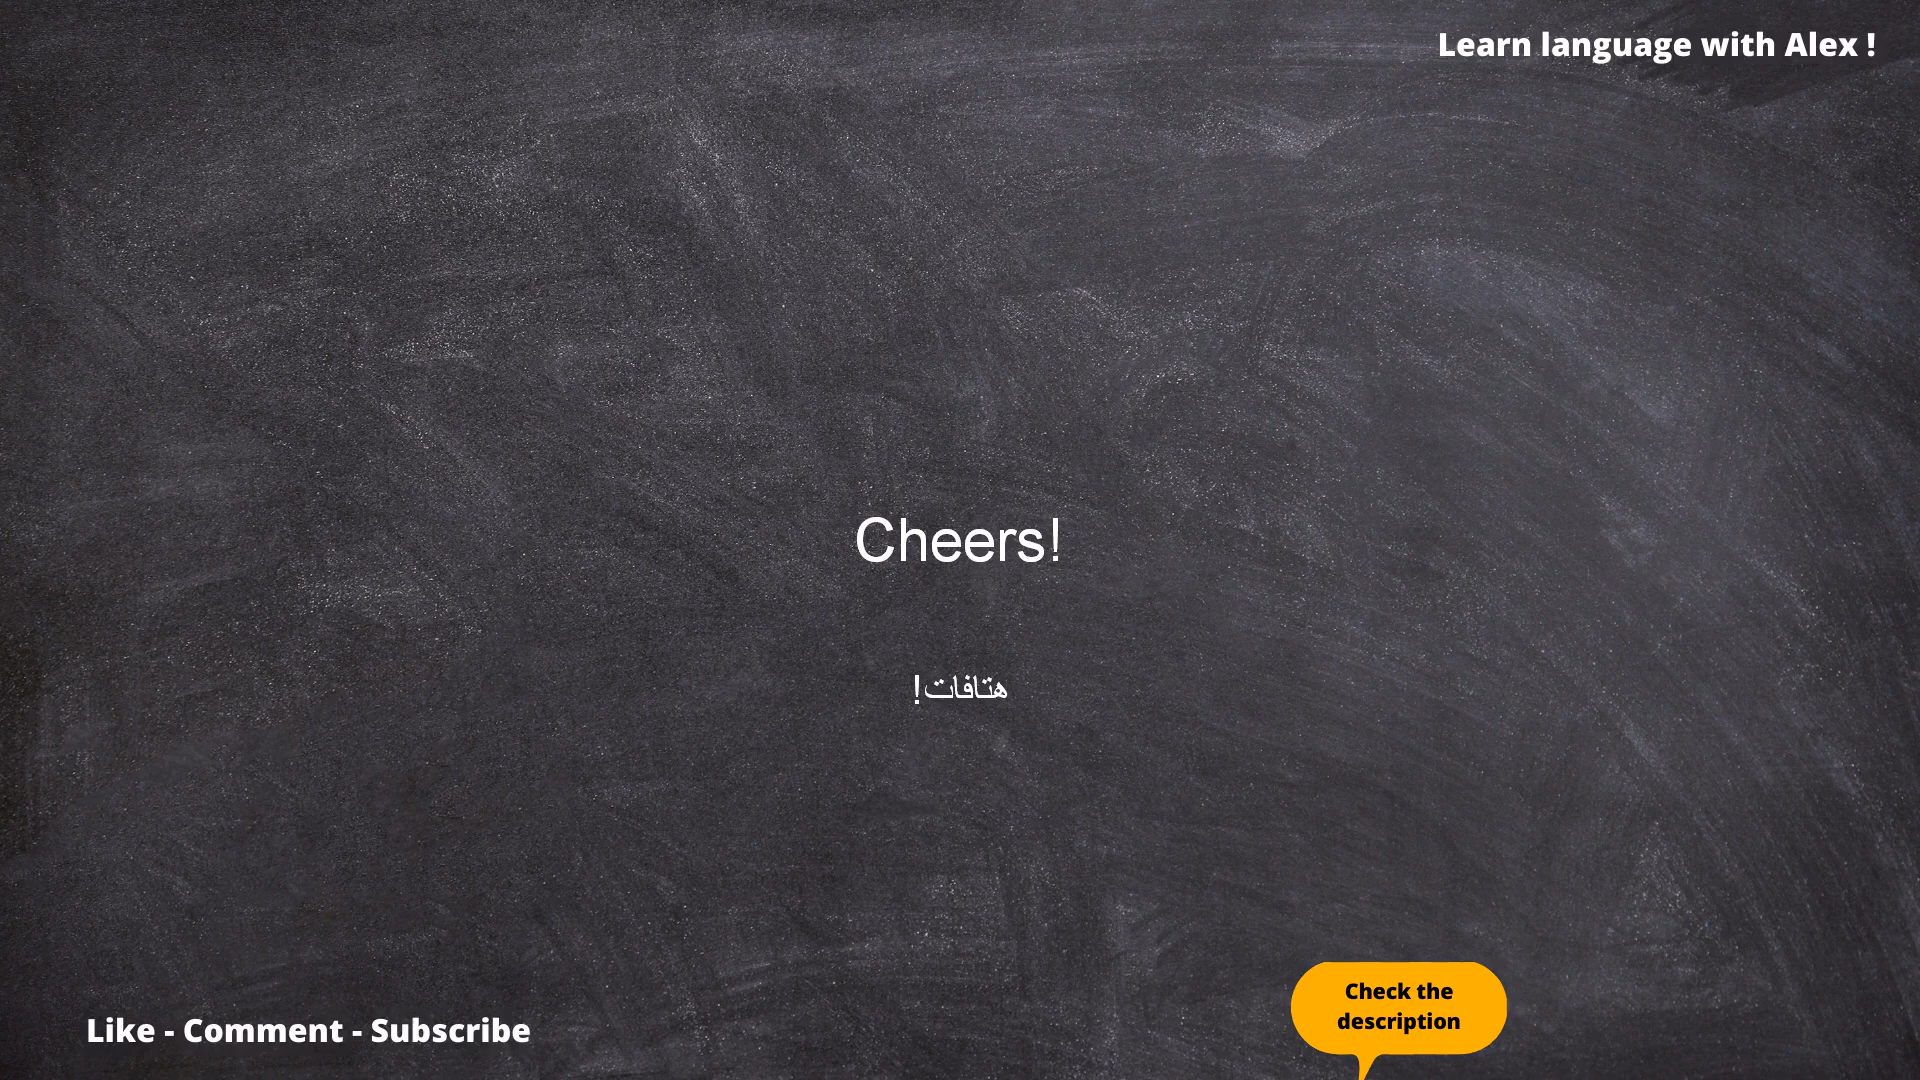 Learn language with Alex !
Cheers!
هتافات!
Check the
description
Like - Comment - Subscribe